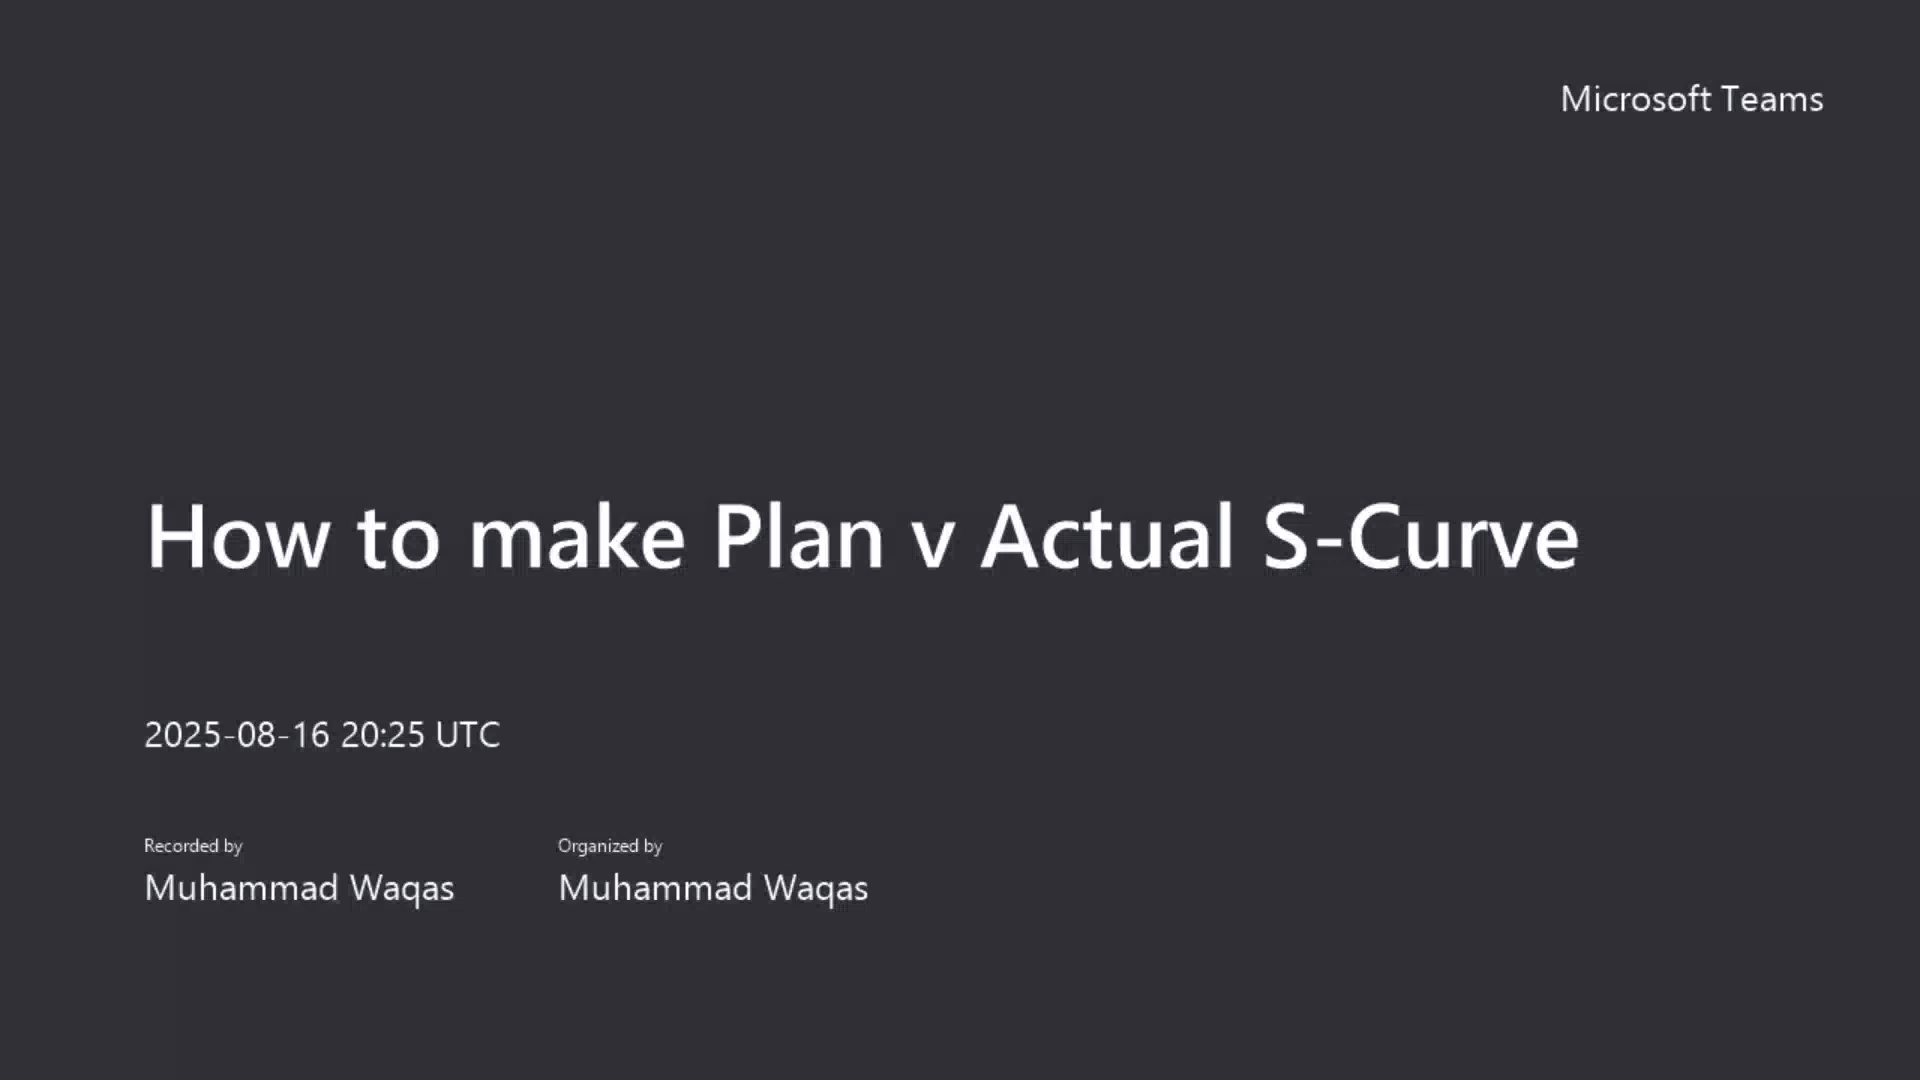 Microsoft Teams
How to make Plan v Actual S-Curve
2025-08-16 20:25 UTC
Recorded by
Muhammad Waqas
Organized by
Muhammad Waqas